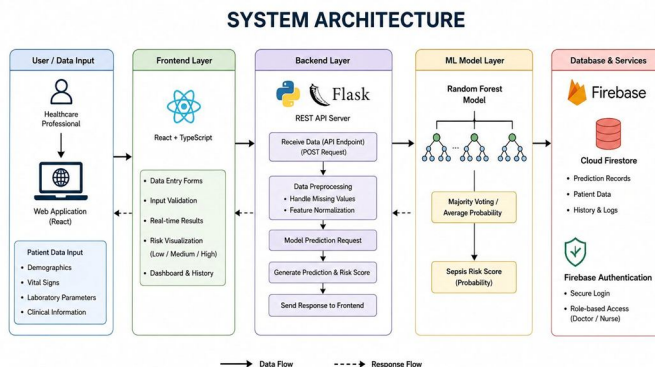 SYSTEM ARCHITECTURE
User / Data Input
Healthcare
Professional
Web Application
(React)
Patient Data Input
• Demographics
• Vital Signs
• Laboratory Parameters
• Clinical Information
Frontend Layer
React + TypeScript
• Data Entry Forms
• Input Validation
• Real-time Results
• Risk Visualization
(Low / Medium / High)
• Dashboard & History
Backend Layer
Flask
REST API Server
Receive Data (API Endpoint)
(POST Request)
Data Preprocessing
• Handle Missing Values
• Feature Normalization
Model Prediction Request
Generate Prediction & Risk Score
Send Response to Frontend
ML Model Layer
Random Forest
Model
...
Majority Voting /
Average Probability
Sepsis Risk Score
(Probability)
Database & Services
Firebase
Cloud Firestore
• Prediction Records
• Patient Data
• History & Logs
Firebase Authentication
• Secure Login
• Role-based Access
(Doctor / Nurse)
Data Flow
Response Flow